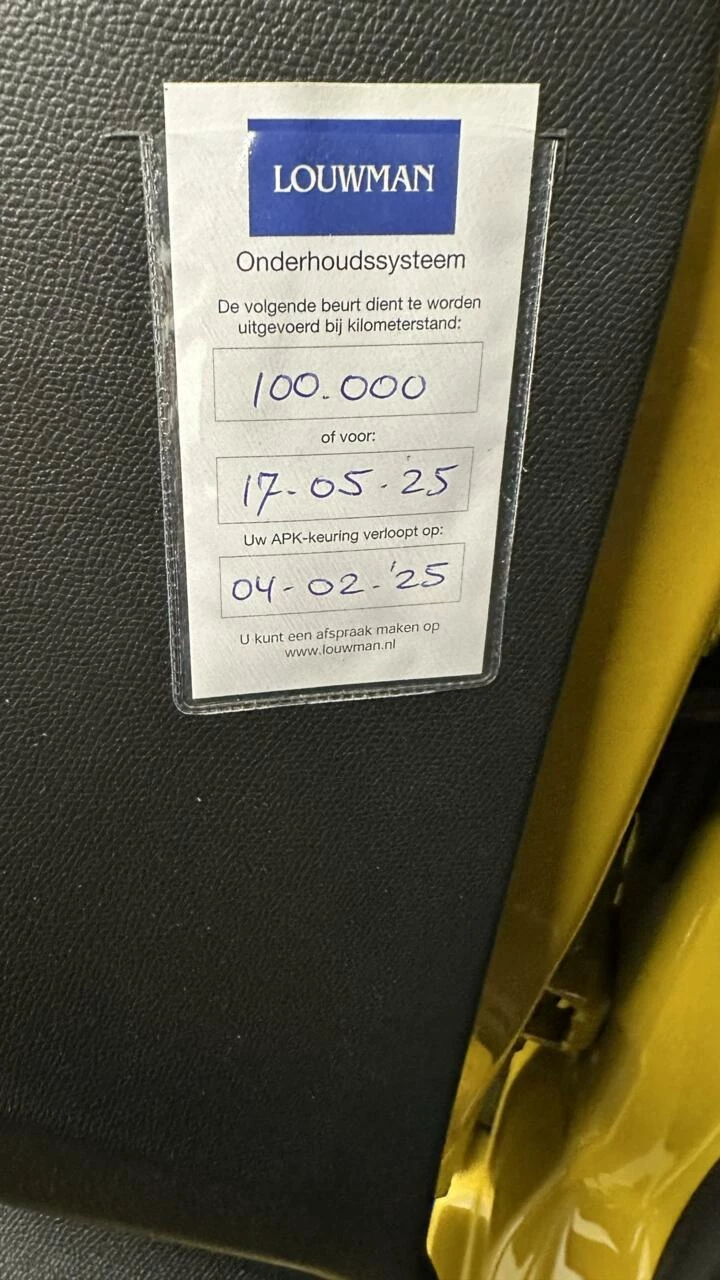 LOUWMAN
Onderhoudssysteem
De volgende beurt dient te worden
uitgevoerd bij kilometerstand:
100.000
of voor:
17-05-25
Uw APK-keuring verloopt op:
04-02-'25
U kunt een afspraak maken op
www.louwman.nl